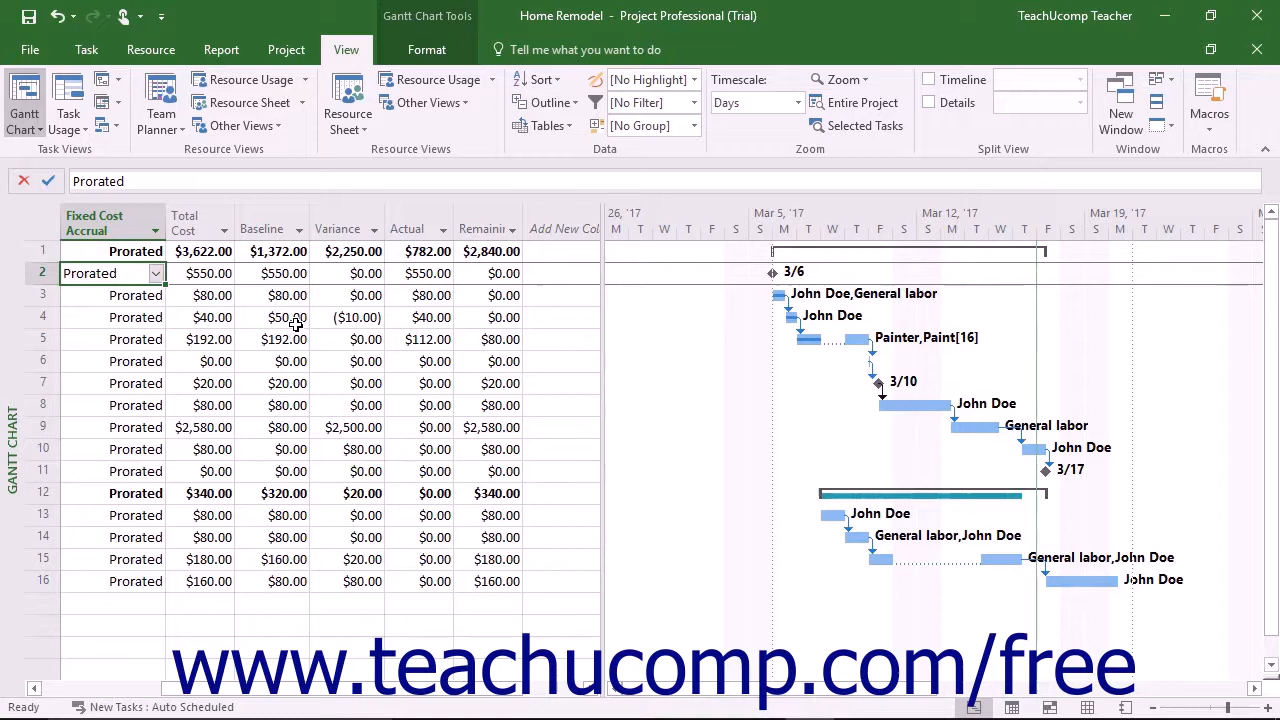 Gantt Chart Tools
Home Remodel - Project Professional (Trial)
TeachUcomp Teacher
File Task Resource Report Project View Format Tell me what you want to do
Gantt Chart
Task Usage
Team Planner
Resource Usage
Resource Sheet
Other Views
Resource Sheet
Resource Usage
Other Views
Sort
Outline
Tables
[No Highlight]
[No Filter]
[No Group]
Timescale:
Days
Zoom
Entire Project
Selected Tasks
Timeline
Details
New Window
Macros
Task Views Resource Views Resource Views Data Zoom Split View Window Macros
Prorated
Fixed Cost Accrual Total Cost Baseline Variance Actual Remaini Add New Col
26, '17 Mar 5, '17 Mar 12, '17 Mar 19, '17
M T W T F S S M T W T F S S M T W T F S S M T W T F S
1 Prorated $3,622.00 $1,372.00 $2,250.00 $782.00 $2,840.00
2 Prorated $550.00 $550.00 $0.00 $550.00 $0.00 3/6
3 Prorated $80.00 $80.00 $0.00 $80.00 $0.00 John Doe,General labor
4 Prorated $40.00 $50.00 ($10.00) $40.00 $0.00 John Doe
5 Prorated $192.00 $192.00 $0.00 $112.00 $80.00 Painter,Paint[16]
6 Prorated $0.00 $0.00 $0.00 $0.00 $0.00
7 Prorated $20.00 $20.00 $0.00 $0.00 $20.00 3/10
8 Prorated $80.00 $80.00 $0.00 $0.00 $80.00 John Doe
9 Prorated $2,580.00 $80.00 $2,500.00 $0.00 $2,580.00 General labor
10 Prorated $80.00 $0.00 $80.00 $0.00 $80.00 John Doe
11 Prorated $0.00 $0.00 $0.00 $0.00 $0.00 3/17
12 Prorated $340.00 $320.00 $20.00 $0.00 $340.00
13 Prorated $80.00 $80.00 $0.00 $0.00 $80.00 John Doe
14 Prorated $80.00 $80.00 $0.00 $0.00 $80.00 General labor,John Doe
15 Prorated $180.00 $160.00 $20.00 $0.00 $180.00 General labor,John Doe
16 Prorated $160.00 $80.00 $80.00 $0.00 $160.00 John Doe
GANTT CHART
www.teachucomp.com/free
Ready New Tasks : Auto Scheduled